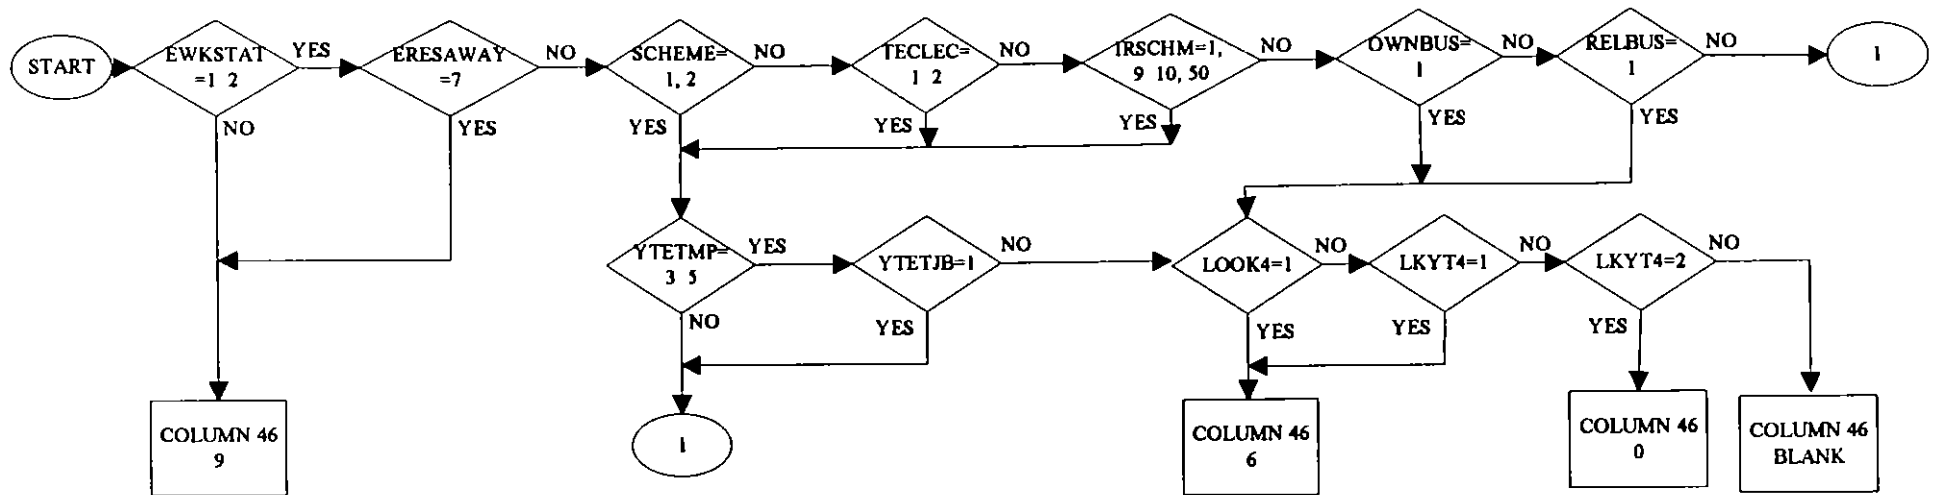 START
EWKSTAT
=1 2
YES
NO
ERESAWAY
=7
NO
YES
SCHEME=
1, 2
NO
YES
TECLEC=
1 2
NO
YES
IRSCHM=1,
9 10, 50
NO
YES
OWNBUS=
1
NO
YES
RELBUS=
1
NO
YES
1
YTETMP=
3 5
YES
NO
YTETJB=1
NO
YES
LOOK4=1
NO
YES
LKYT4=1
NO
YES
LKYT4=2
NO
YES
COLUMN 46
9
1
COLUMN 46
6
COLUMN 46
0
COLUMN 46
BLANK